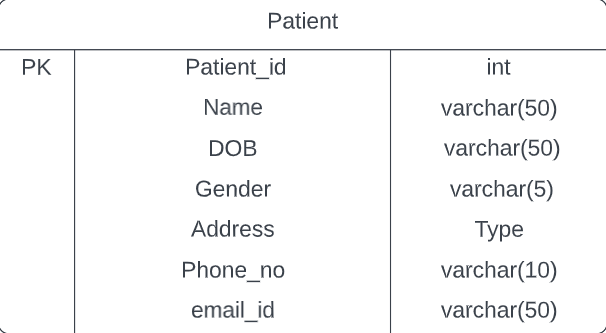 Patient
PK Patient_id int
Name varchar(50)
DOB varchar(50)
Gender varchar(5)
Address Type
Phone_no varchar(10)
email_id varchar(50)